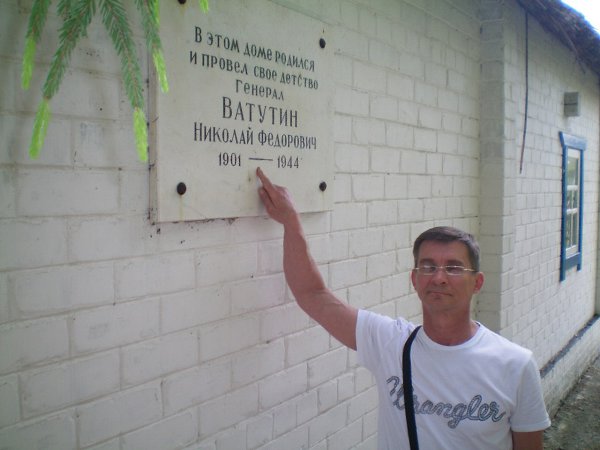 В ЭТОМ ДОМЕ РОДИЛСЯ
И ПРОВЕЛ СВОЕ ДЕТСТВО
ГЕНЕРАЛ
ВАТУТИН
НИКОЛАЙ ФЕДОРОВИЧ
1901 — 1944
Wrangler